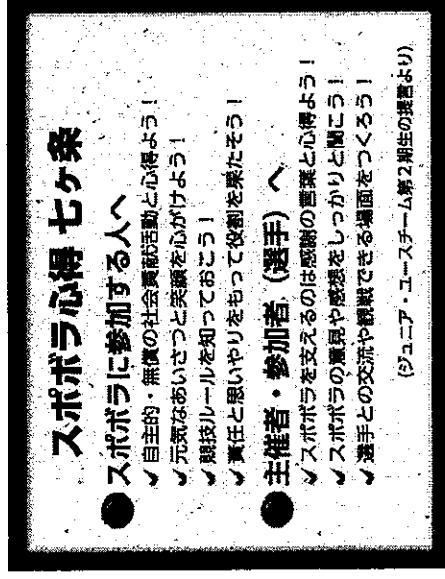 スポボラ心得 七ヶ条
●スポボラに参加する人へ
✓自主的・無償の社会貢献活動と心得よう！
✓元気なあいさつと笑顔を心がけよう！
✓競技ルールを知っておこう！
✓責任と思いやりをもって役割を果たそう！
●主催者・参加者（選手）へ
✓スポボラを支えるのは感謝の言葉と心得よう！
✓スポボラの意見や感想をしっかりと聞こう！
✓選手との交流や観戦できる場面をつくろう！
（ジュニア・ユースチーム第2期生の提言より）